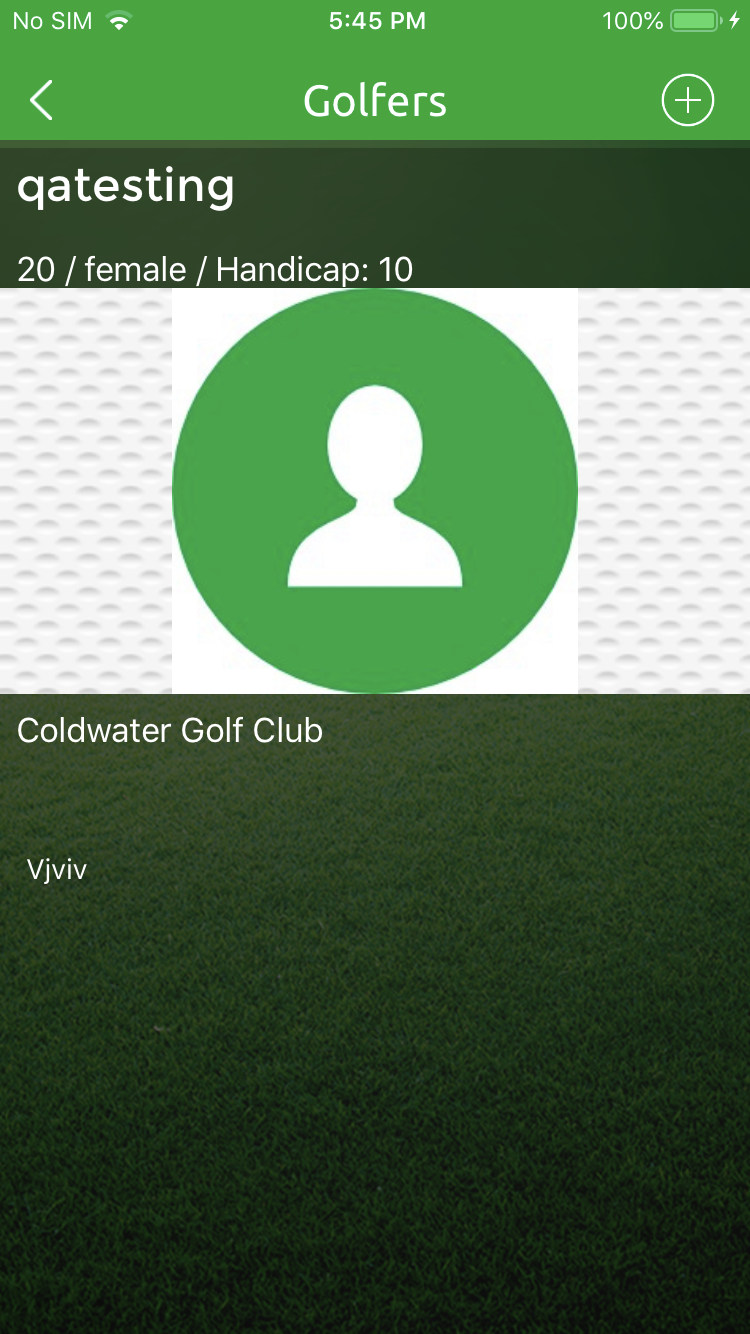 No SIM 5:45 PM 100%
Golfers
qatesting
20 / female / Handicap: 10
Coldwater Golf Club
Vjviv